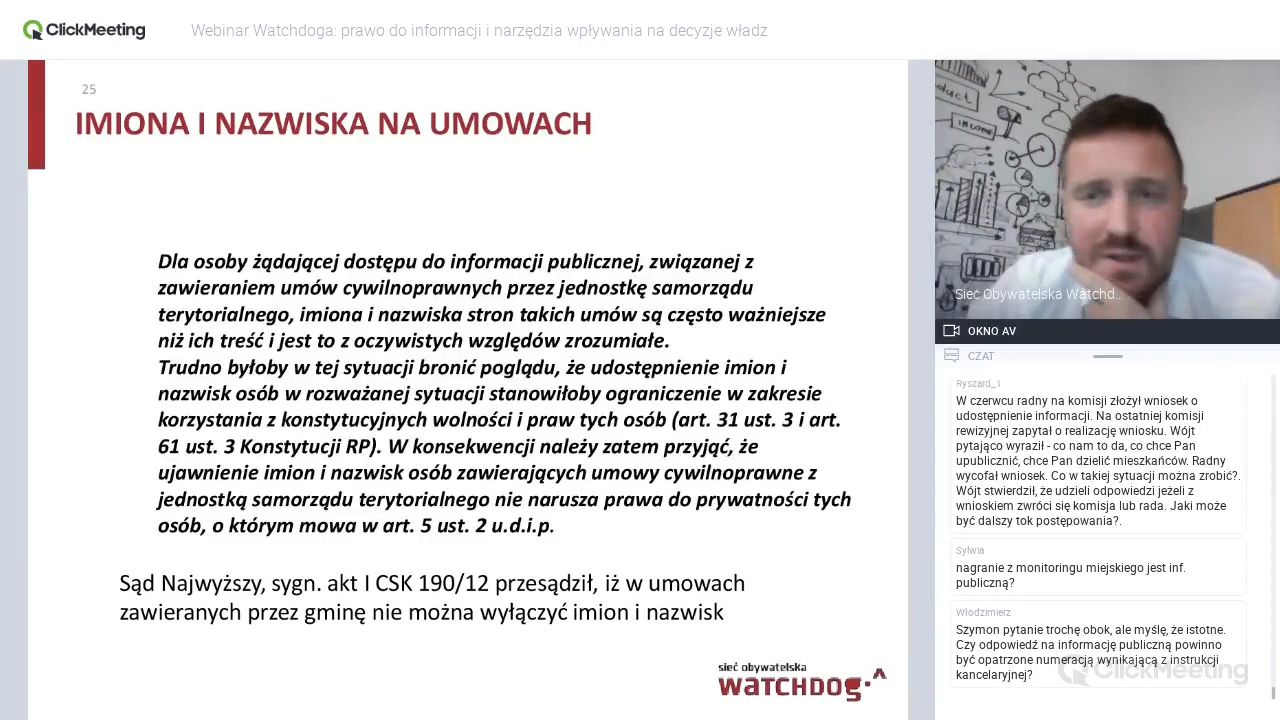 ClickMeeting
Webinar Watchdoga: prawo do informacji i narzędzia wpływania na decyzje władz
25
IMIONA I NAZWISKA NA UMOWACH
Dla osoby żądającej dostępu do informacji publicznej, związanej z
zawieraniem umów cywilnoprawnych przez jednostkę samorządu
terytorialnego, imiona i nazwiska stron takich umów są często ważniejsze
niż ich treść i jest to z oczywistych względów zrozumiałe.
Trudno byłoby w tej sytuacji bronić poglądu, że udostępnienie imion i
nazwisk osób w rozważanej sytuacji stanowiłoby ograniczenie w zakresie
korzystania z konstytucyjnych wolności i praw tych osób (art. 31 ust. 3 i art.
61 ust. 3 Konstytucji RP). W konsekwencji należy zatem przyjąć, że
ujawnienie imion i nazwisk osób zawierających umowy cywilnoprawne z
jednostką samorządu terytorialnego nie narusza prawa do prywatności tych
osób, o którym mowa w art. 5 ust. 2 u.d.i.p.
Sąd Najwyższy, sygn. akt I CSK 190/12 przesądził, iż w umowach
zawieranych przez gminę nie można wyłączyć imion i nazwisk
sieć obywatelska
WATCHDOG
duct
INCOME
Sieć Obywatelska Watchd...
OKNO AV
CZAT
Ryszard_1
W czerwcu radny na komisji złożył wniosek o
udostępnienie informacji. Na ostatniej komisji
rewizyjnej zapytał o realizację wniosku. Wójt
pytająco wyraził - co nam to da, co chce Pan
upublicznić, chce Pan dzielić mieszkańców. Radny
wycofał wniosek. Co w takiej sytuacji można zrobić?.
Wójt stwierdził, że udzieli odpowiedzi jeżeli z
wnioskiem zwróci się komisja lub rada. Jaki może
być dalszy tok postępowania?.
Sylwia
nagranie z monitoringu miejskiego jest inf.
publiczną?
Włodzimierz
Szymon pytanie trochę obok, ale myślę, że istotne.
Czy odpowiedź na informację publiczną powinno
być opatrzone numeracją wynikającą z instrukcji
kancelaryjnej?
ClickMeeting